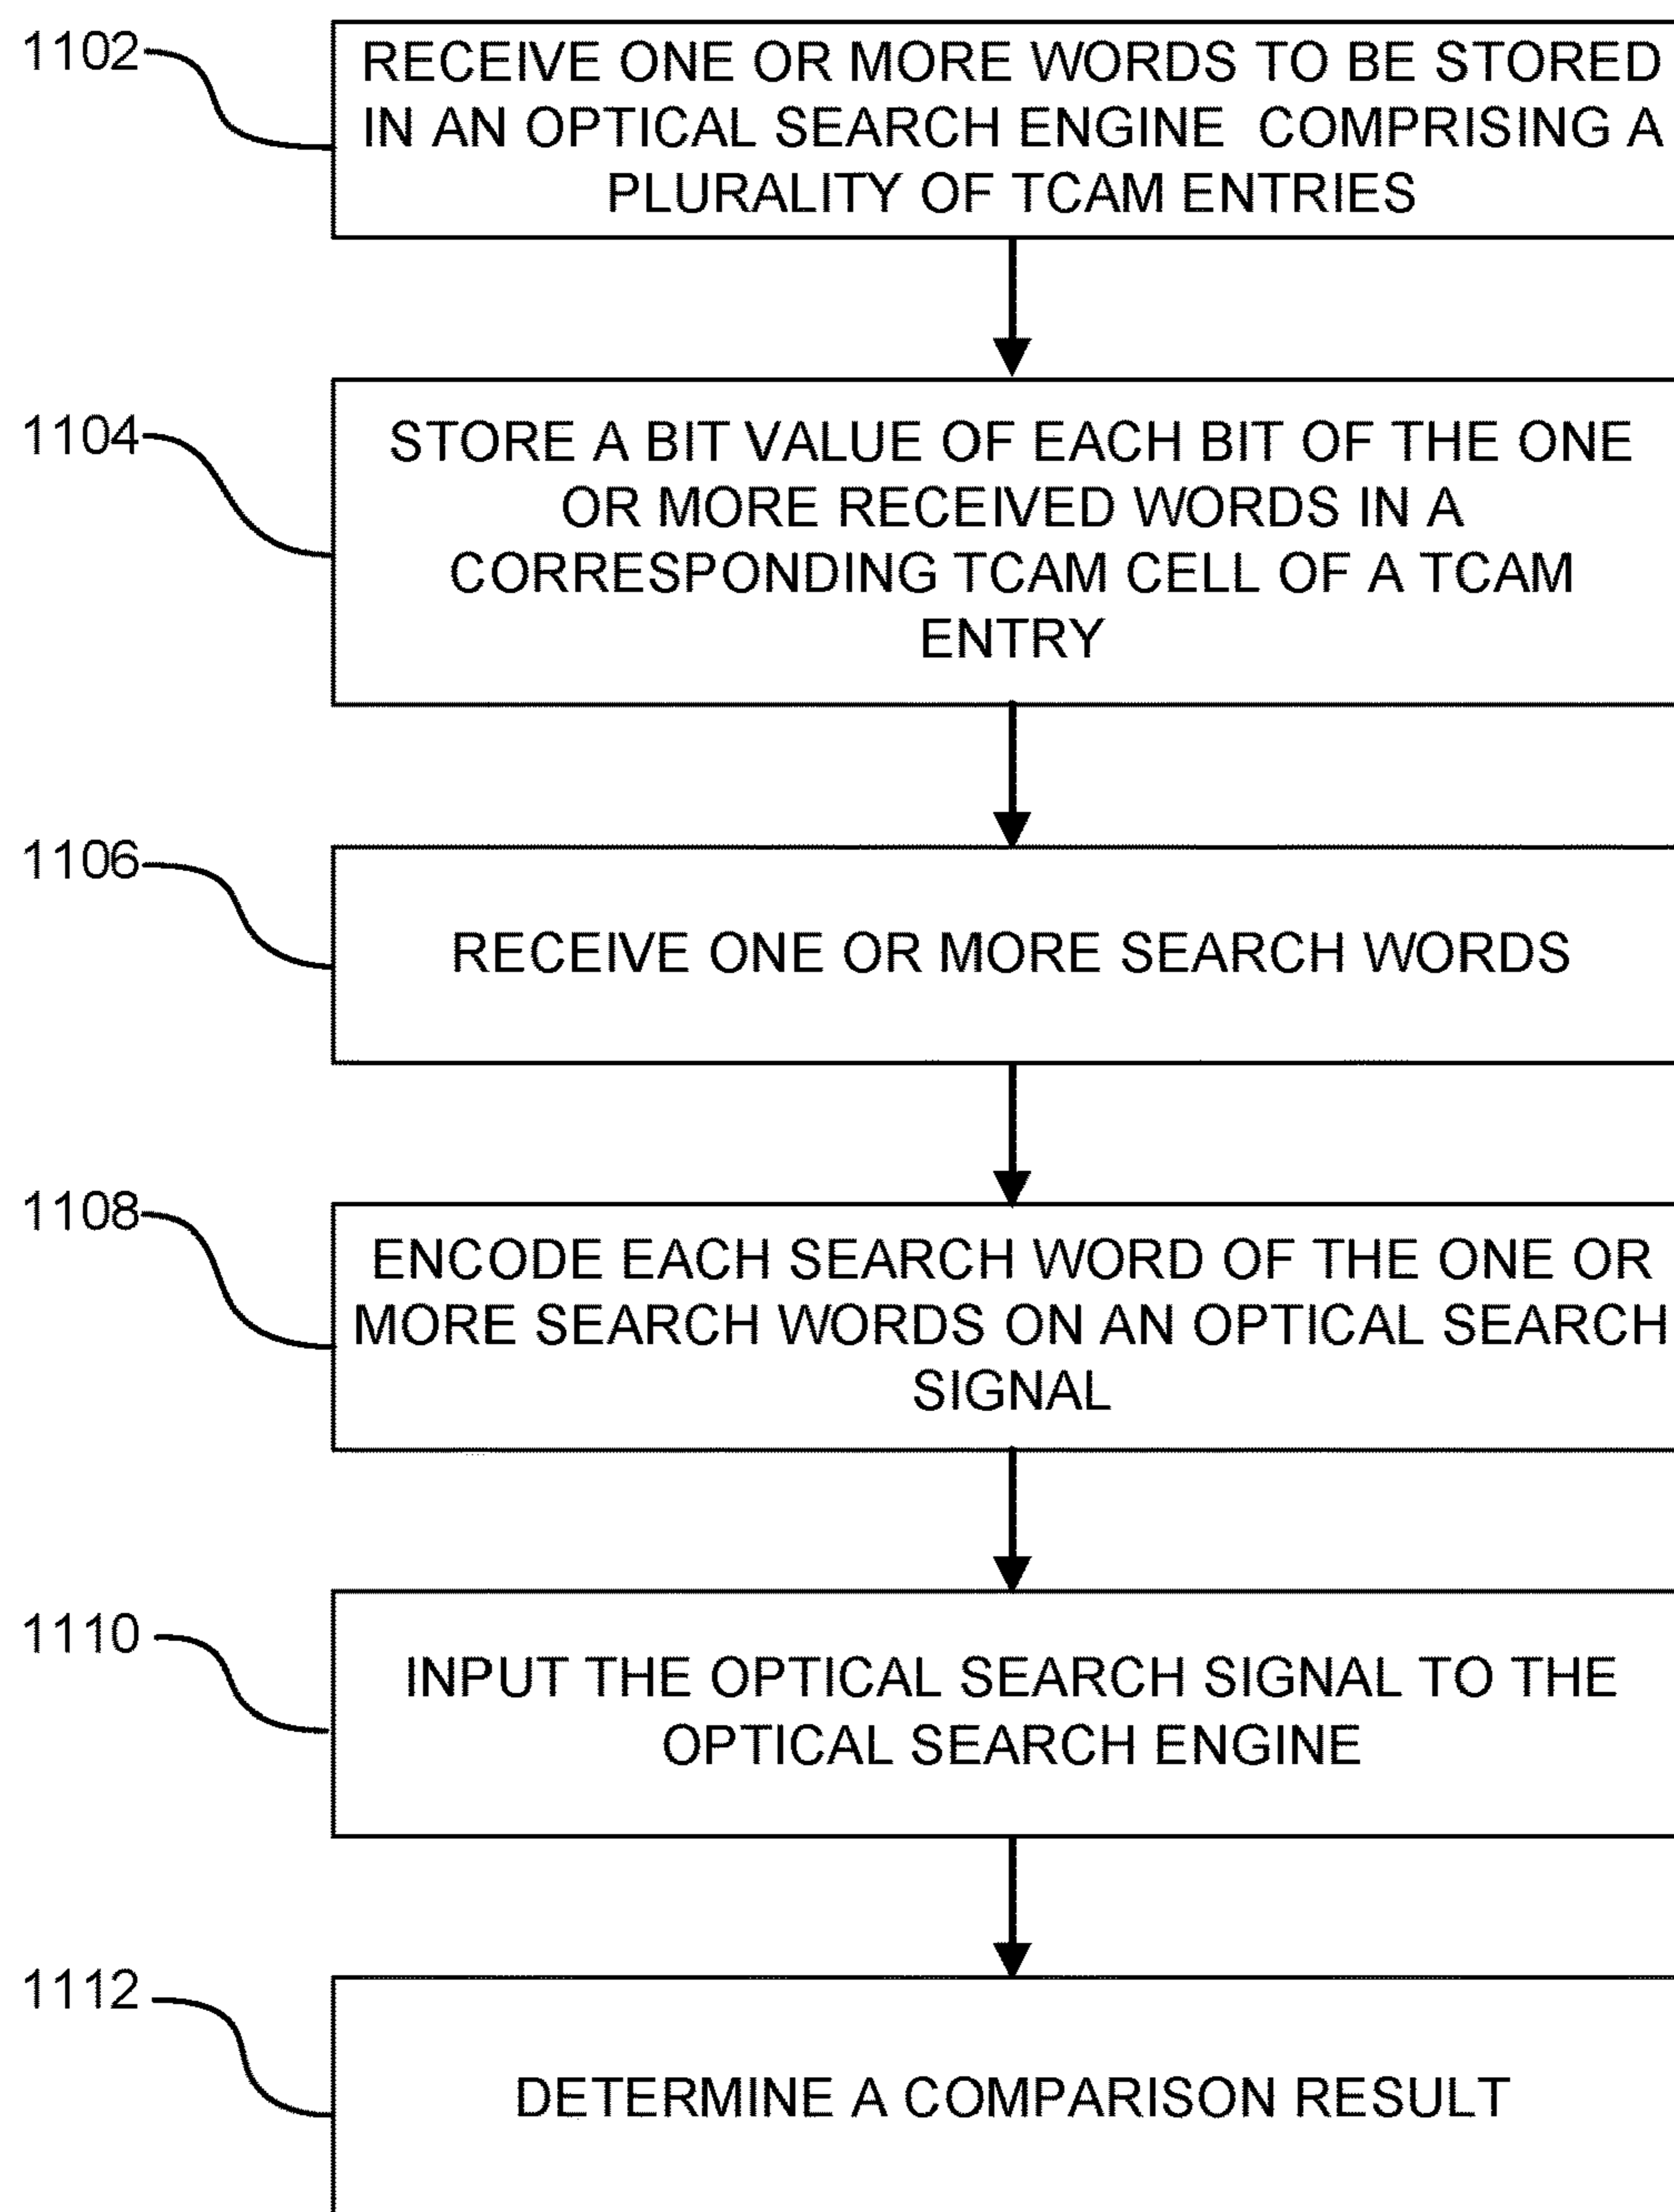 1102
RECEIVE ONE OR MORE WORDS TO BE STORED
IN AN OPTICAL SEARCH ENGINE COMPRISING A
PLURALITY OF TCAM ENTRIES
1104
STORE A BIT VALUE OF EACH BIT OF THE ONE
OR MORE RECEIVED WORDS IN A
CORRESPONDING TCAM CELL OF A TCAM
ENTRY
1106
RECEIVE ONE OR MORE SEARCH WORDS
1108
ENCODE EACH SEARCH WORD OF THE ONE OR
MORE SEARCH WORDS ON AN OPTICAL SEARCH
SIGNAL
1110
INPUT THE OPTICAL SEARCH SIGNAL TO THE
OPTICAL SEARCH ENGINE
1112
DETERMINE A COMPARISON RESULT